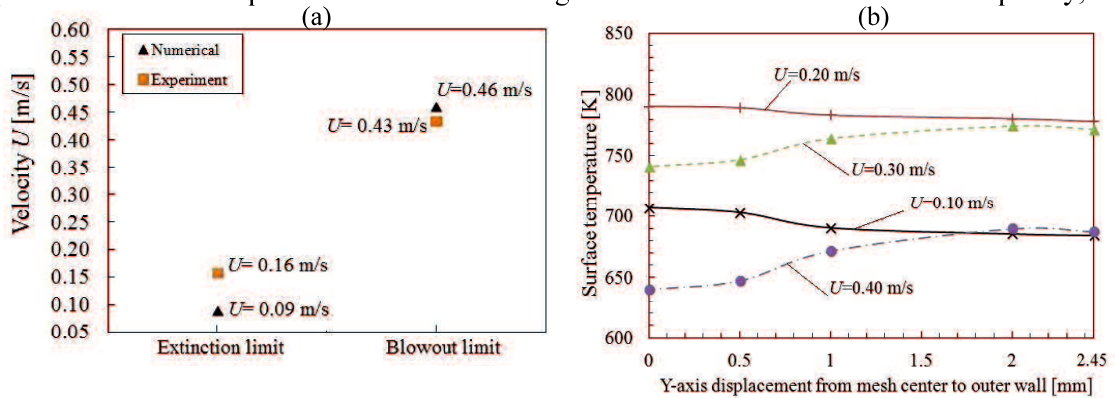 (a)
0.60
0.55
0.50
0.45
0.40
0.35
0.30
0.25
0.20
0.15
0.10
0.05
Velocity U [m/s]
Numerical
Experiment
U=0.46 m/s
U= 0.43 m/s
U= 0.16 m/s
U= 0.09 m/s
Extinction limit
Blowout limit
(b)
850
800
750
700
650
600
Surface temperature [K]
U=0.20 m/s
U=0.30 m/s
U=0.10 m/s
U=0.40 m/s
0
0.5
1
1.5
2
2.45
Y-axis displacement from mesh center to outer wall [mm]